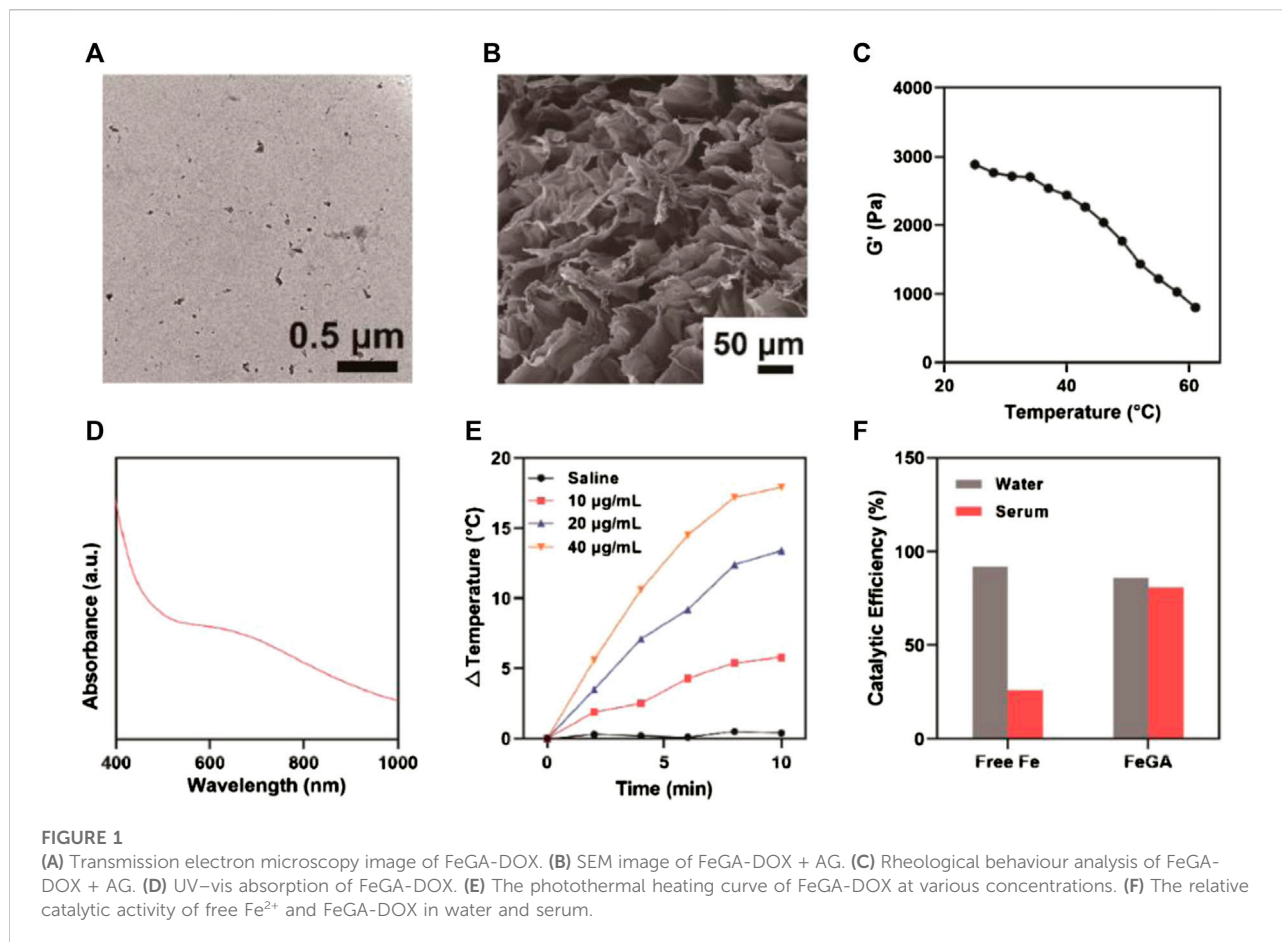 A
0.5 µm
B
50 µm
C
4000
3000
2000
1000
0
G' (Pa)
20
40
60
Temperature (°C)
D
Absorbance (a.u.)
400
600
800
1000
Wavelength (nm)
E
20
15
10
5
0
△ Temperature (°C)
Saline
10 µg/mL
20 µg/mL
40 µg/mL
0
5
10
Time (min)
F
150
100
50
0
Catalytic Efficiency (%)
Water
Serum
Free Fe
FeGA
FIGURE 1
(A) Transmission electron microscopy image of FeGA-DOX. (B) SEM image of FeGA-DOX + AG. (C) Rheological behaviour analysis of FeGA-
DOX + AG. (D) UV–vis absorption of FeGA-DOX. (E) The photothermal heating curve of FeGA-DOX at various concentrations. (F) The relative
catalytic activity of free Fe²⁺ and FeGA-DOX in water and serum.